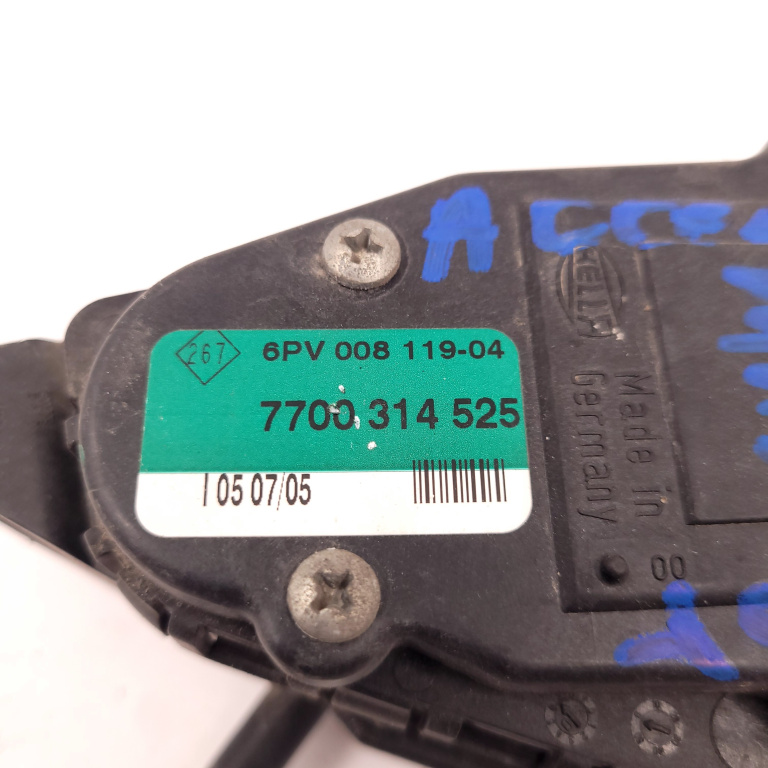 267
6PV 008 119-04
7700 314 525
I 05 07/05
HELLA
Made in
Germany
00